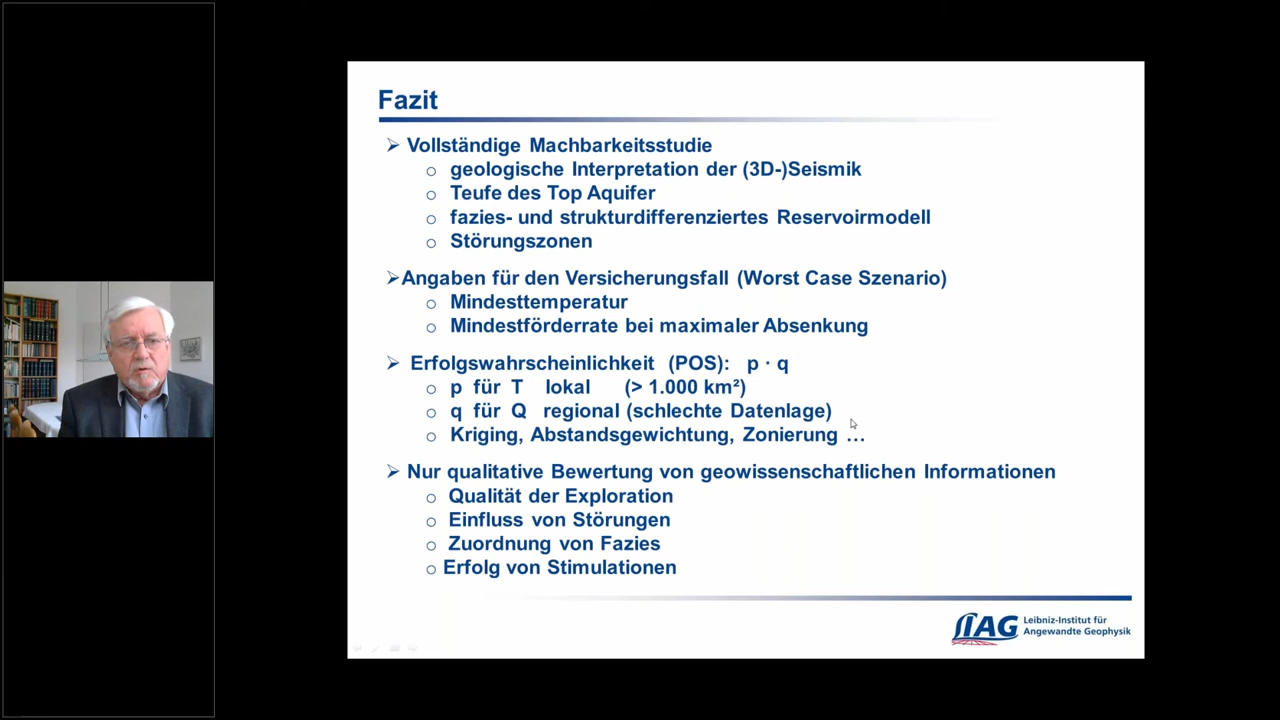 Fazit
➢ Vollständige Machbarkeitsstudie
o geologische Interpretation der (3D-)Seismik
o Teufe des Top Aquifer
o fazies- und strukturdifferenziertes Reservoirmodell
o Störungszonen
➢ Angaben für den Versicherungsfall (Worst Case Szenario)
o Mindesttemperatur
o Mindestförderrate bei maximaler Absenkung
➢ Erfolgswahrscheinlichkeit (POS): p · q
o p für T lokal (> 1.000 km²)
o q für Q regional (schlechte Datenlage)
o Kriging, Abstandsgewichtung, Zonierung …
➢ Nur qualitative Bewertung von geowissenschaftlichen Informationen
o Qualität der Exploration
o Einfluss von Störungen
o Zuordnung von Fazies
o Erfolg von Stimulationen
LIAG Leibniz-Institut für
Angewandte Geophysik